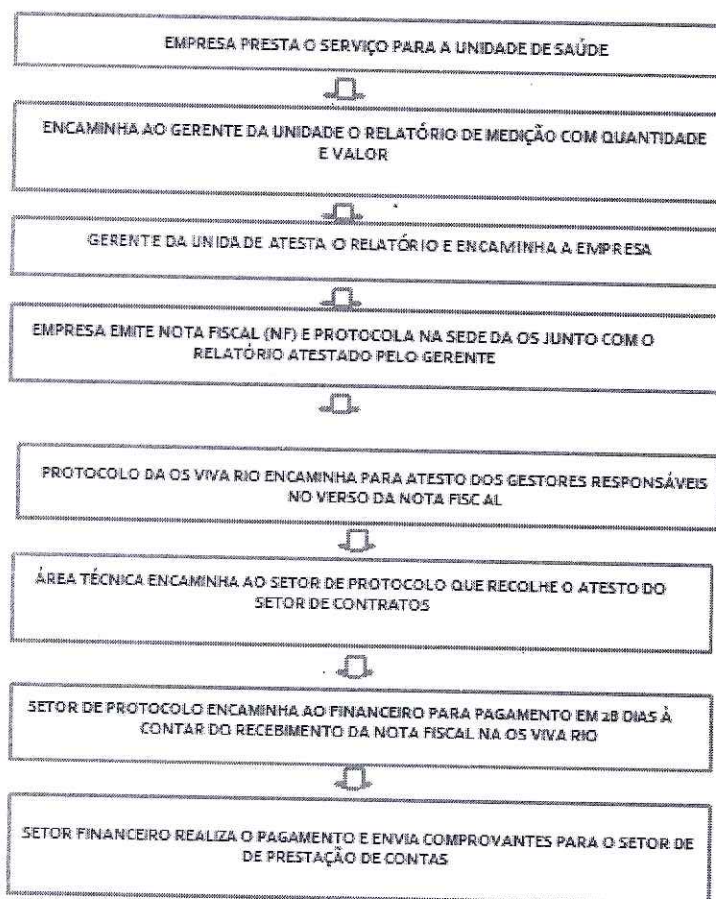 EMPRESA PRESTA O SERVIÇO PARA A UNIDADE DE SAÚDE
ENCAMINHA AO GERENTE DA UNIDADE O RELATÓRIO DE MEDIÇÃO COM QUANTIDADE
E VALOR
GERENTE DA UNIDADE ATESTA O RELATÓRIO E ENCAMINHA A EMPRESA
EMPRESA EMITE NOTA FISCAL (NF) E PROTOCOLA NA SEDE DA OS JUNTO COM O
RELATÓRIO ATESTADO PELO GERENTE
PROTOCOLO DA OS VIVA RIO ENCAMINHA PARA ATESTO DOS GESTORES RESPONSÁVEIS
NO VERSO DA NOTA FISCAL
ÁREA TÉCNICA ENCAMINHA AO SETOR DE PROTOCOLO QUE RECOLHE O ATESTO DO
SETOR DE CONTRATOS
SETOR DE PROTOCOLO ENCAMINHA AO FINANCEIRO PARA PAGAMENTO EM 28 DIAS À
CONTAR DO RECEBIMENTO DA NOTA FISCAL NA OS VIVA RIO
SETOR FINANCEIRO REALIZA O PAGAMENTO E ENVIA COMPROVANTES PARA O SETOR DE
DE PRESTAÇÃO DE CONTAS